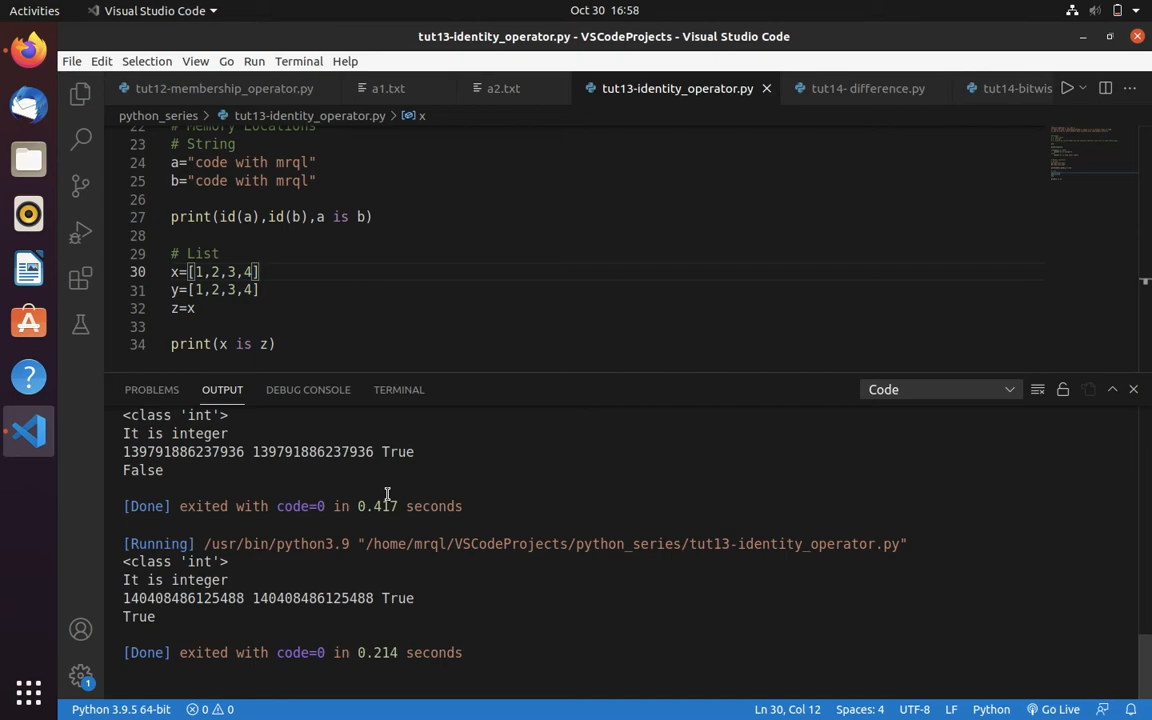 Activities
Visual Studio Code
Oct 30 16:58
tut13-identity_operator.py - VSCodeProjects - Visual Studio Code
File Edit Selection View Go Run Terminal Help
tut12-membership_operator.py a1.txt a2.txt tut13-identity_operator.py tut14- difference.py tut14-bitwis
python_series > tut13-identity_operator.py > x
22 # Memory Locations
23 # String
24 a="code with mrql"
25 b="code with mrql"
26
27 print(id(a),id(b),a is b)
28
29 # List
30 x=[1,2,3,4]
31 y=[1,2,3,4]
32 z=x
33
34 print(x is z)
PROBLEMS OUTPUT DEBUG CONSOLE TERMINAL
Code
<class 'int'>
It is integer
139791886237936 139791886237936 True
False
[Done] exited with code=0 in 0.417 seconds
[Running] /usr/bin/python3.9 "/home/mrql/VSCodeProjects/python_series/tut13-identity_operator.py"
<class 'int'>
It is integer
140408486125488 140408486125488 True
True
[Done] exited with code=0 in 0.214 seconds
1
Python 3.9.5 64-bit 0 0 Ln 30, Col 12 Spaces: 4 UTF-8 LF Python Go Live